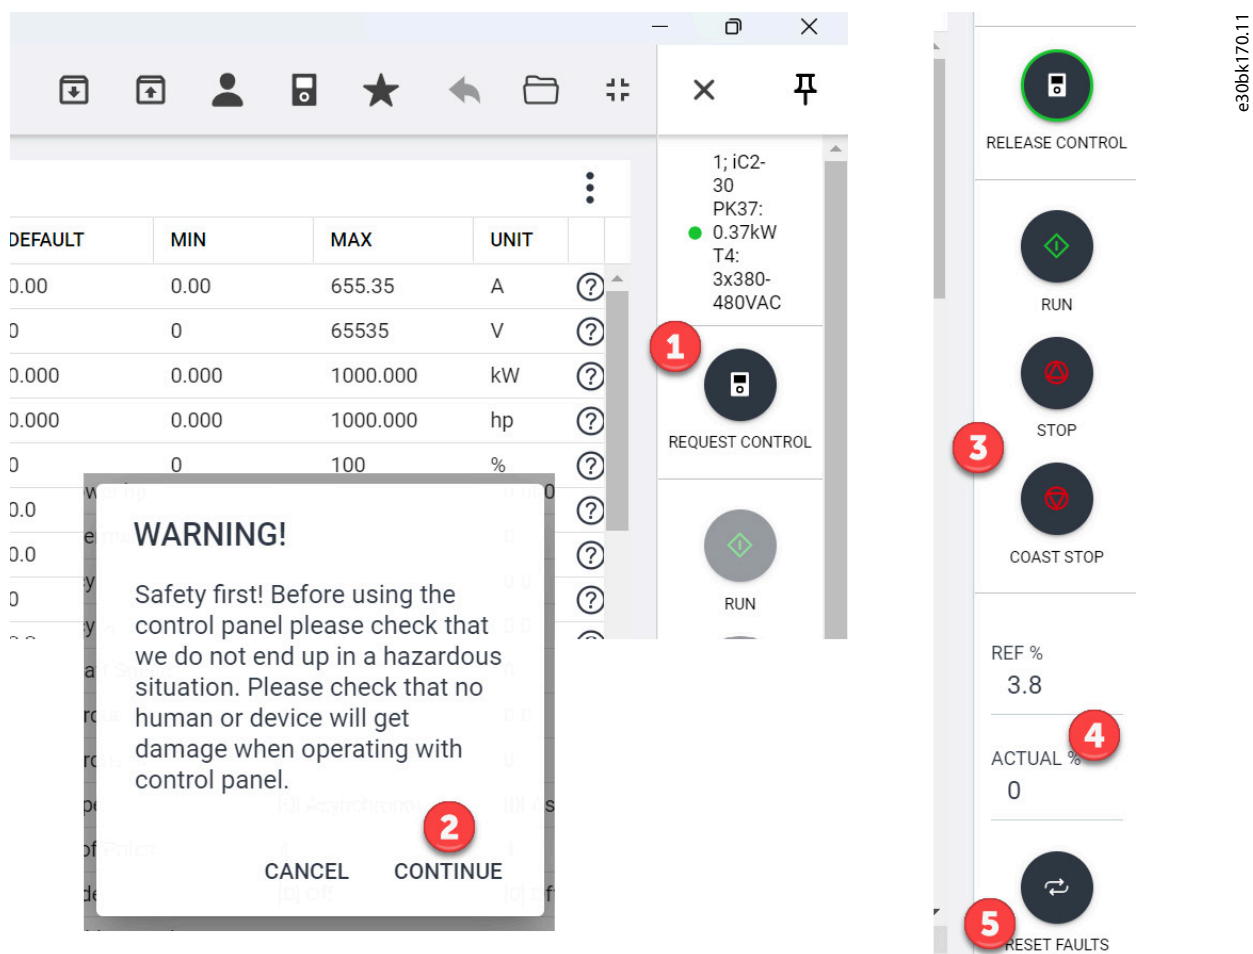 1; iC2-
30
PK37:
0.37kW
T4:
3x380-
480VAC
DEFAULT MIN MAX UNIT
0.00 0.00 655.35 A
0 0 65535 V
0.000 0.000 1000.000 kW
0.000 0.000 1000.000 hp
0 0 100 %
0.0
0.0
0
1
REQUEST CONTROL
RUN
WARNING!
Safety first! Before using the
control panel please check that
we do not end up in a hazardous
situation. Please check that no
human or device will get
damage when operating with
control panel.
2
CANCEL CONTINUE
RELEASE CONTROL
RUN
STOP
3
COAST STOP
REF %
3.8
4
ACTUAL %
0
5
RESET FAULTS
e30bk170.11